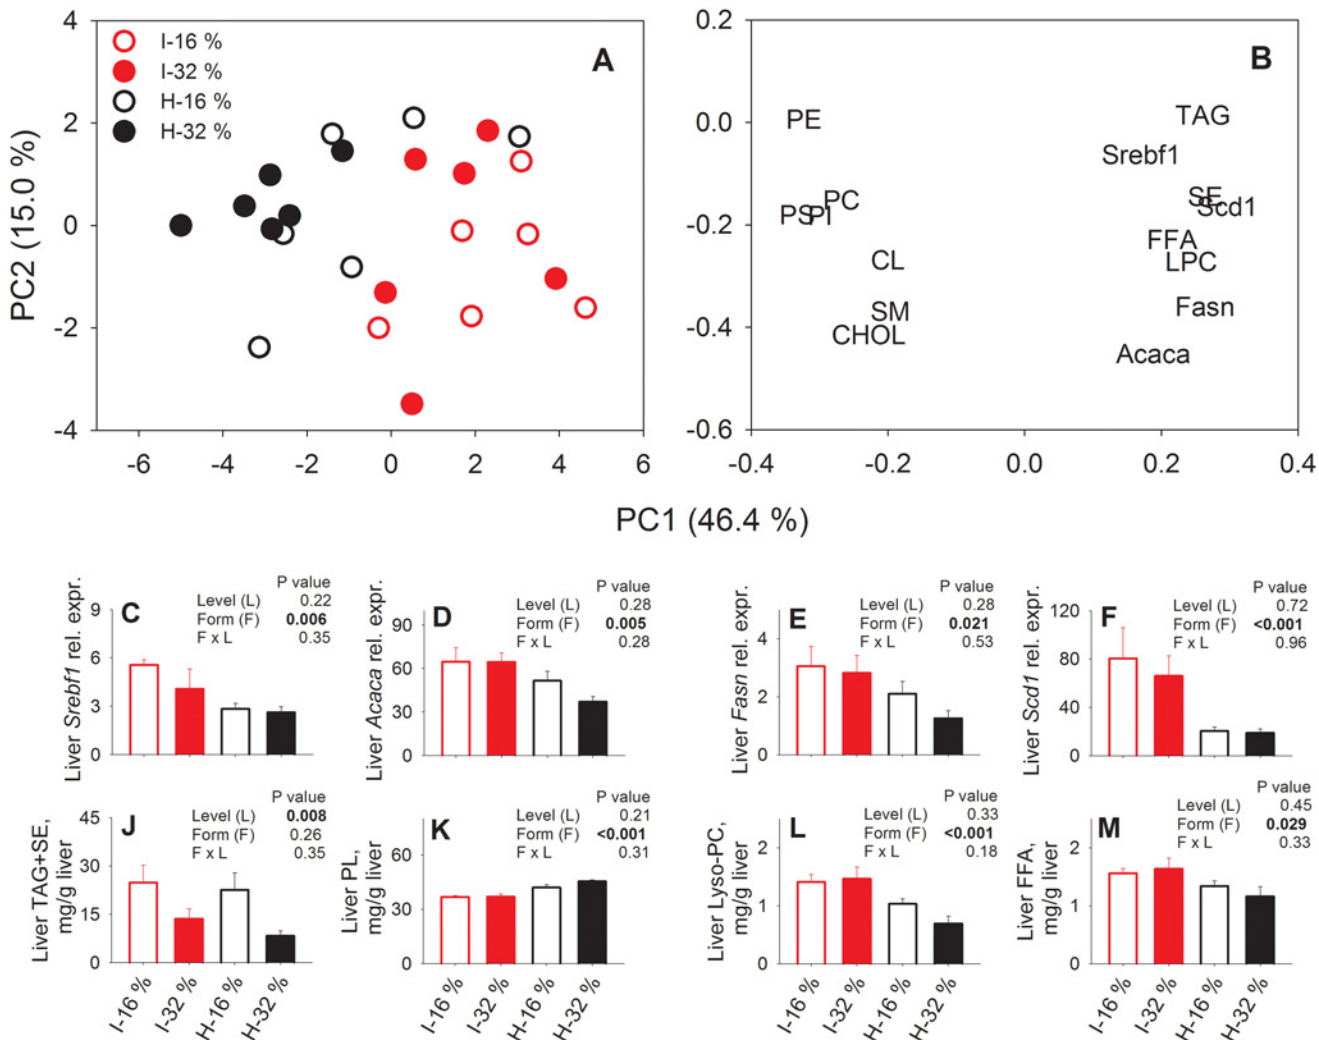 4
2
0
-2
-4
PC2 (15.0 %)
I-16 %
I-32 %
H-16 %
H-32 %
A
-6 -4 -2 0 2 4 6
0.2
0.0
-0.2
-0.4
-0.6
B
PE
TAG
Srebf1
PC
SE
PS PI
Scd1
FFA
CL
LPC
SM
Fasn
CHOL
Acaca
-0.4 -0.2 0.0 0.2 0.4
PC1 (46.4 %)
Liver Srebf1 rel. expr.
9
6
3
0
C
P value
Level (L) 0.22
Form (F) 0.006
F x L 0.35
Liver Acaca rel. expr.
90
60
30
0
D
P value
Level (L) 0.28
Form (F) 0.005
F x L 0.28
Liver Fasn rel. expr.
4
2
0
E
P value
Level (L) 0.28
Form (F) 0.021
F x L 0.53
Liver Scd1 rel. expr.
120
80
40
0
F
P value
Level (L) 0.72
Form (F) <0.001
F x L 0.96
Liver TAG+SE,
mg/g liver
45
30
15
0
J
P value
Level (L) 0.008
Form (F) 0.26
F x L 0.35
I-16 % I-32 % H-16 % H-32 %
Liver PL,
mg/g liver
60
30
0
K
P value
Level (L) 0.21
Form (F) <0.001
F x L 0.31
I-16 % I-32 % H-16 % H-32 %
Liver Lyso-PC,
mg/g liver
2
1
0
L
P value
Level (L) 0.33
Form (F) <0.001
F x L 0.18
I-16 % I-32 % H-16 % H-32 %
Liver FFA,
mg/g liver
2
1
0
M
P value
Level (L) 0.45
Form (F) 0.029
F x L 0.33
I-16 % I-32 % H-16 % H-32 %